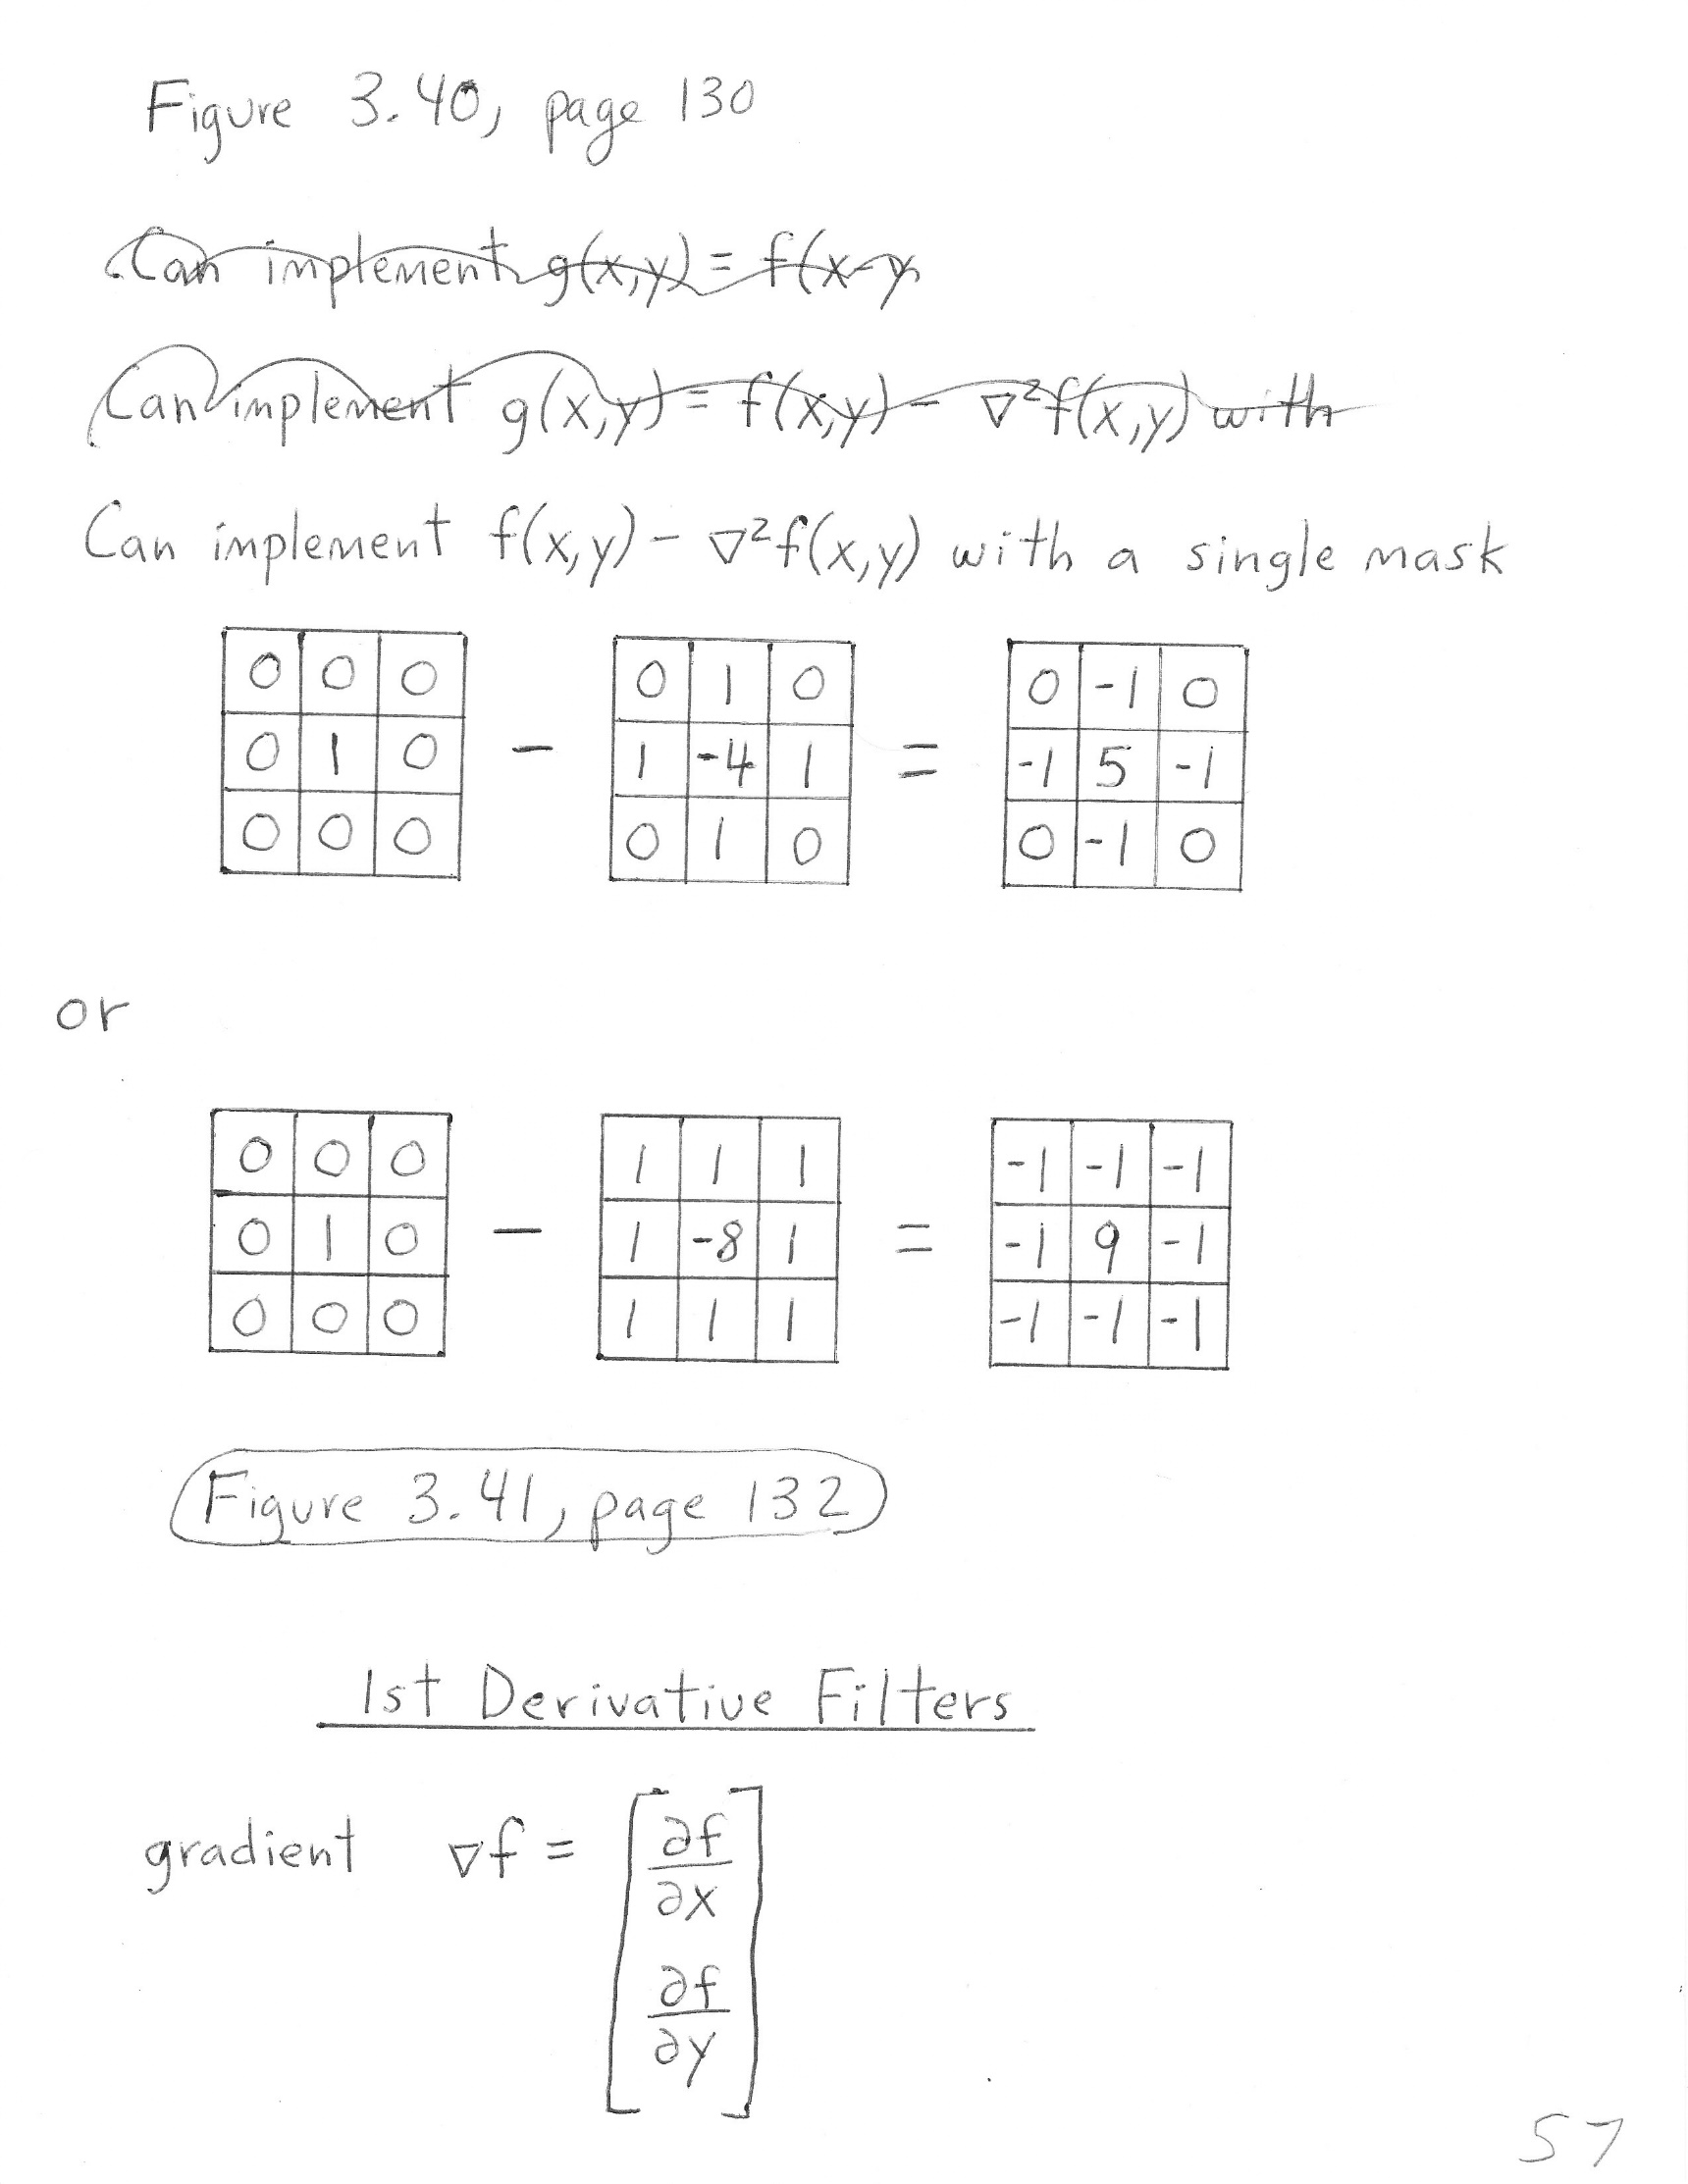 Figure 3.40, page 130
Can implement g(x,y) = f(x-y
Can implement g(x,y) = f(x,y) - ∇²f(x,y) with
Can implement f(x,y) - ∇²f(x,y) with a single mask
0 0 0   0 1 0   0 -1 0
0 1 0 - 1 -4 1 = -1 5 -1
0 0 0   0 1 0   0 -1 0
or
0 0 0   1 1 1   -1 -1 -1
0 1 0 - 1 -8 1 = -1 9 -1
0 0 0   1 1 1   -1 -1 -1
Figure 3.41, page 132
1st Derivative Filters
∂f
gradient ∇f =
∂x
∂f
∂y
57